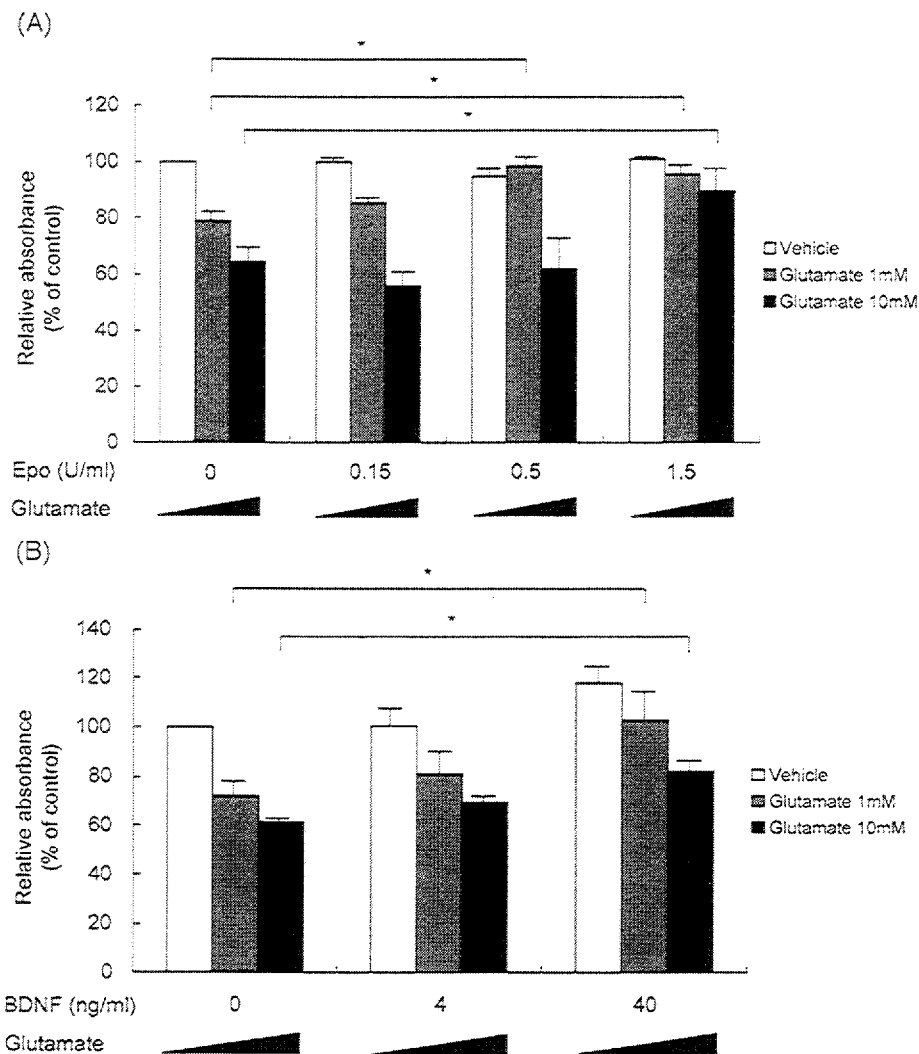 (A)
*
*
*
120
100
80
60
40
20
0
Relative absorbance
(% of control)
Vehicle
Glutamate 1mM
Glutamate 10mM
Epo (U/ml) 0 0.15 0.5 1.5
Glutamate
(B)
*
*
140
120
100
80
60
40
20
0
Relative absorbance
(% of control)
Vehicle
Glutamate 1mM
Glutamate 10mM
BDNF (ng/ml) 0 4 40
Glutamate